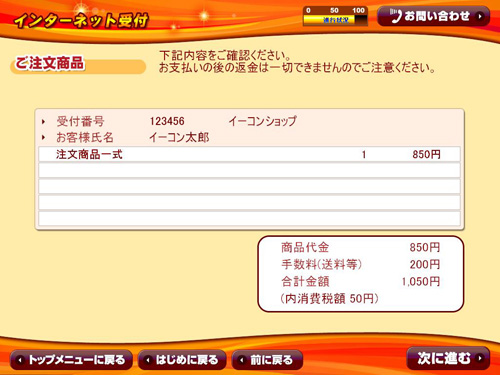 インターネット受付
0 50 100
進行状況
お問い合わせ
ご注文商品
下記内容をご確認ください。
お支払いの後の返金は一切できませんのでご注意ください。
受付番号 123456 イーコンショップ
お客様氏名 イーコン太郎
注文商品一式 1 850円
商品代金 850円
手数料(送料等) 200円
合計金額 1,050円
(内消費税額 50円)
トップメニューに戻る はじめに戻る 前に戻る 次に進む